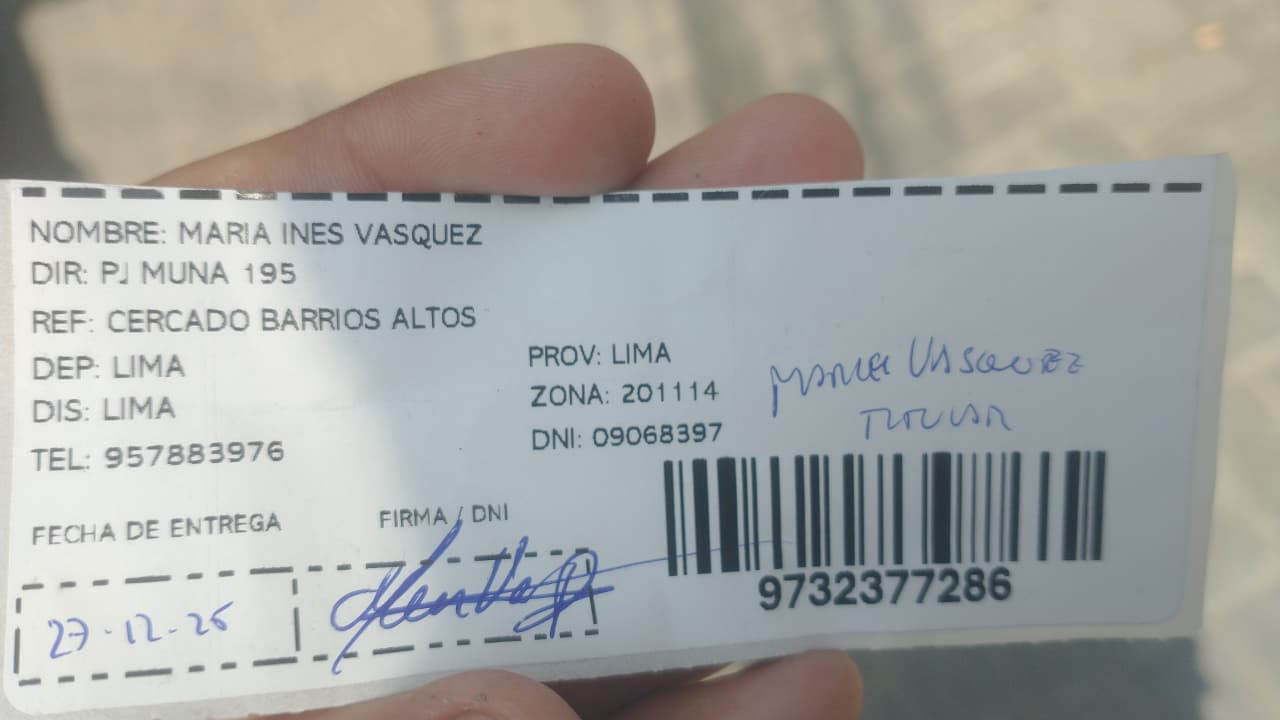 NOMBRE: MARIA INES VASQUEZ
DIR: PJ MUNA 195
REF: CERCADO BARRIOS ALTOS
DEP: LIMA
PROV: LIMA
DIS: LIMA
ZONA: 201114
TEL: 957883976
DNI: 09068397
VASQUEZ
TITULAR
FECHA DE ENTREGA
FIRMA / DNI
27-12-25
9732377286